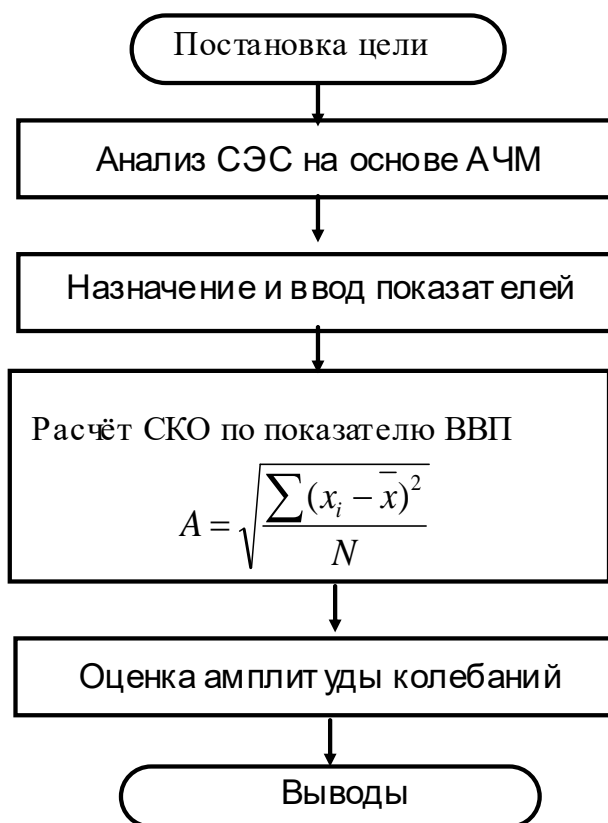 Постановка цели
Анализ СЭС на основе АЧМ
Назначение и ввод показателей
Расчёт СКО по показателю ВВП
A = √(∑(xᵢ − x̄)² / N)
Оценка амплитуды колебаний
Выводы